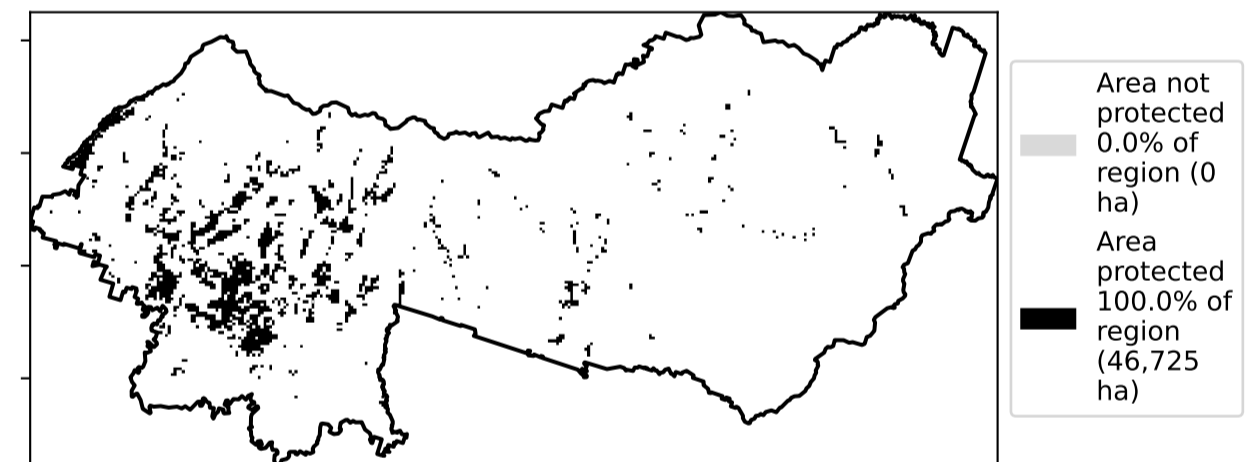 Area not
protected
0.0% of
region (0
ha)
Area
protected
100.0% of
region
(46,725
ha)